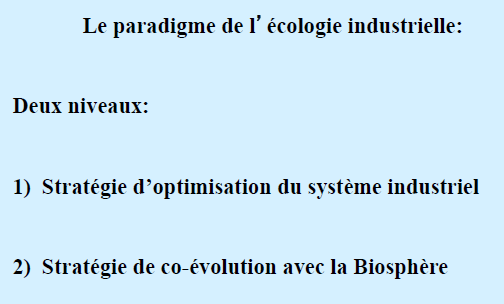 Le paradigme de l’ écologie industrielle:
Deux niveaux:
1) Stratégie d’optimisation du système industriel
2) Stratégie de co-évolution avec la Biosphère